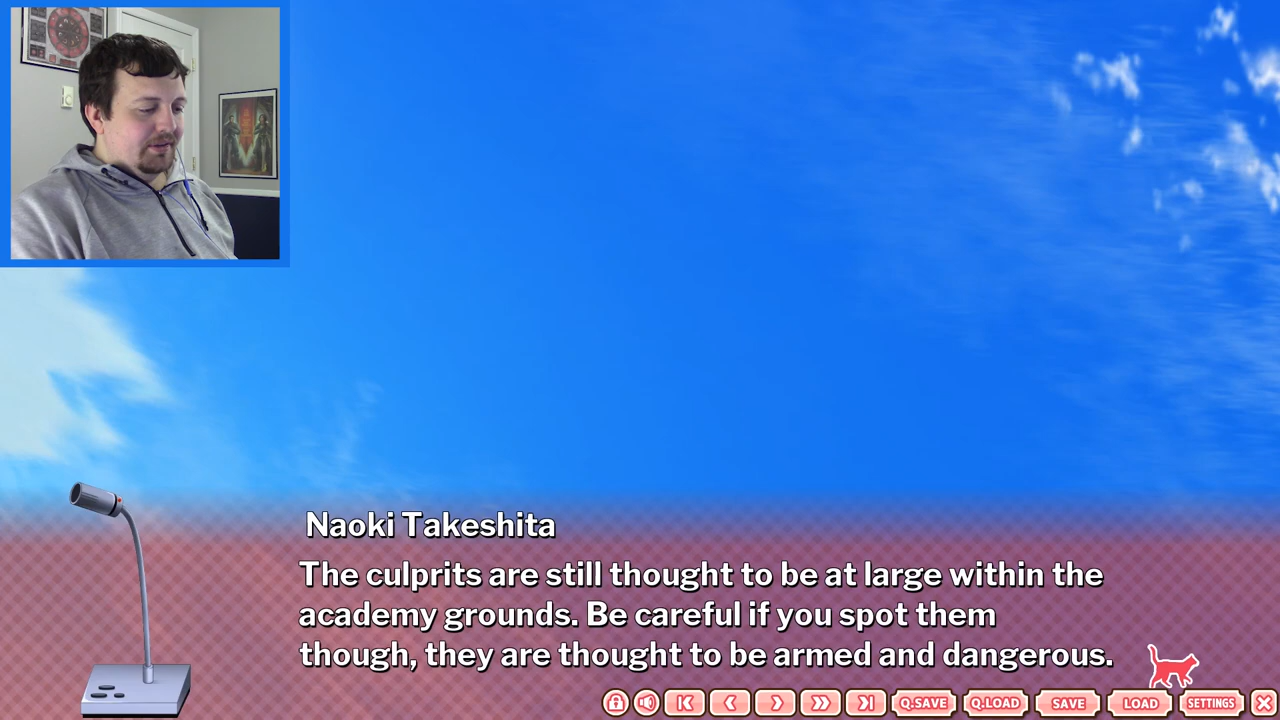 Naoki Takeshita
The culprits are still thought to be at large within the
academy grounds. Be careful if you spot them
though, they are thought to be armed and dangerous.
Q.SAVE Q.LOAD SAVE LOAD SETTINGS